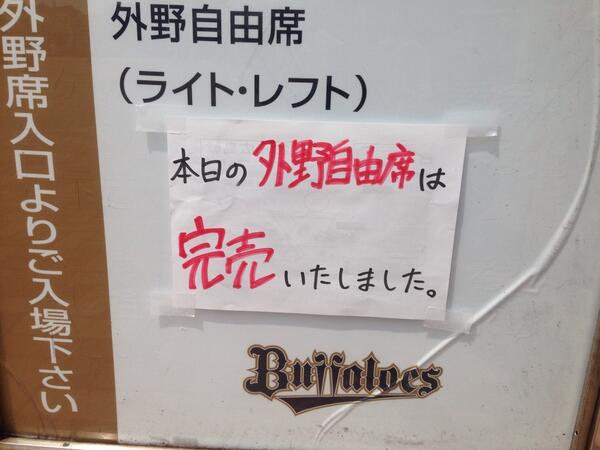 外野席入口よりご入場下さい
外野自由席
（ライト・レフト）
本日の外野自由席は
完売いたしました。
Buffaloes